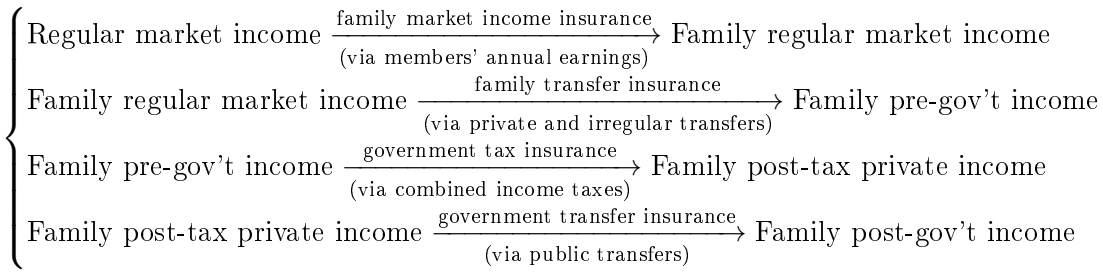 family market income insurance
Regular market income → Family regular market income
(via members' annual earnings)
family transfer insurance
Family regular market income → Family pre-gov't income
(via private and irregular transfers)
government tax insurance
Family pre-gov't income → Family post-tax private income
(via combined income taxes)
government transfer insurance
Family post-tax private income → Family post-gov't income
(via public transfers)